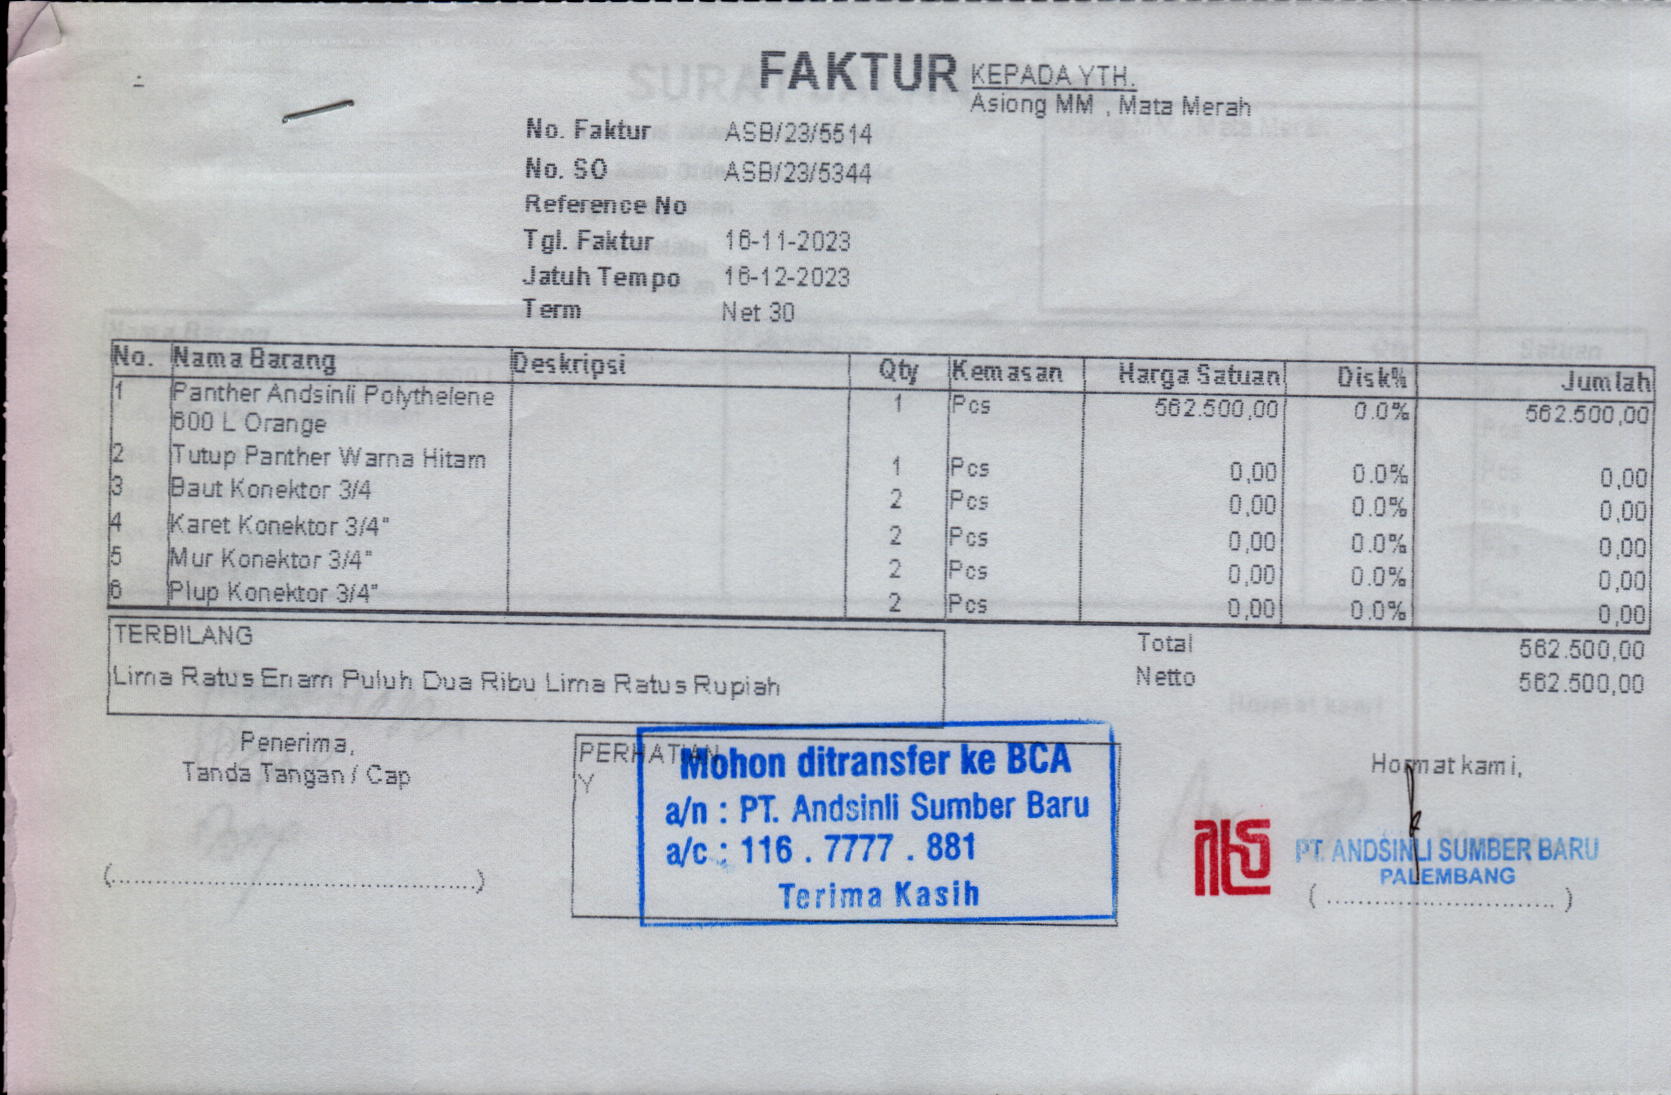 FAKTUR
KEPADA YTH.
Asiong MM , Mata Merah
No. Faktur ASB/23/5514
No. SO ASB/23/5344
Reference No
Tgl. Faktur 16-11-2023
Jatuh Tempo 16-12-2023
Term Net 30
No. Nama Barang Deskripsi Qty Kemasan Harga Satuan Disk% Jumlah
1 Panther Andsinli Polythelene 1 Pcs 562.500,00 0.0% 562.500,00
600 L Orange
2 Tutup Panther Warna Hitam 1 Pcs 0,00 0.0% 0,00
3 Baut Konektor 3/4 2 Pcs 0,00 0.0% 0,00
4 Karet Konektor 3/4" 2 Pcs 0,00 0.0% 0,00
5 Mur Konektor 3/4" 2 Pcs 0,00 0.0% 0,00
6 Plup Konektor 3/4" 2 Pcs 0,00 0.0% 0,00
TERBILANG
Lima Ratus Enam Puluh Dua Ribu Lima Ratus Rupiah
Total 562.500,00
Netto 562.500,00
Penerima,
Tanda Tangan / Cap
(................................................)
PERHATIAN
Y
Mohon ditransfer ke BCA
a/n : PT. Andsinli Sumber Baru
a/c : 116 . 7777 . 881
Terima Kasih
Hormat kami,
PT. ANDSINLI SUMBER BARU
PALEMBANG
( .............................. )